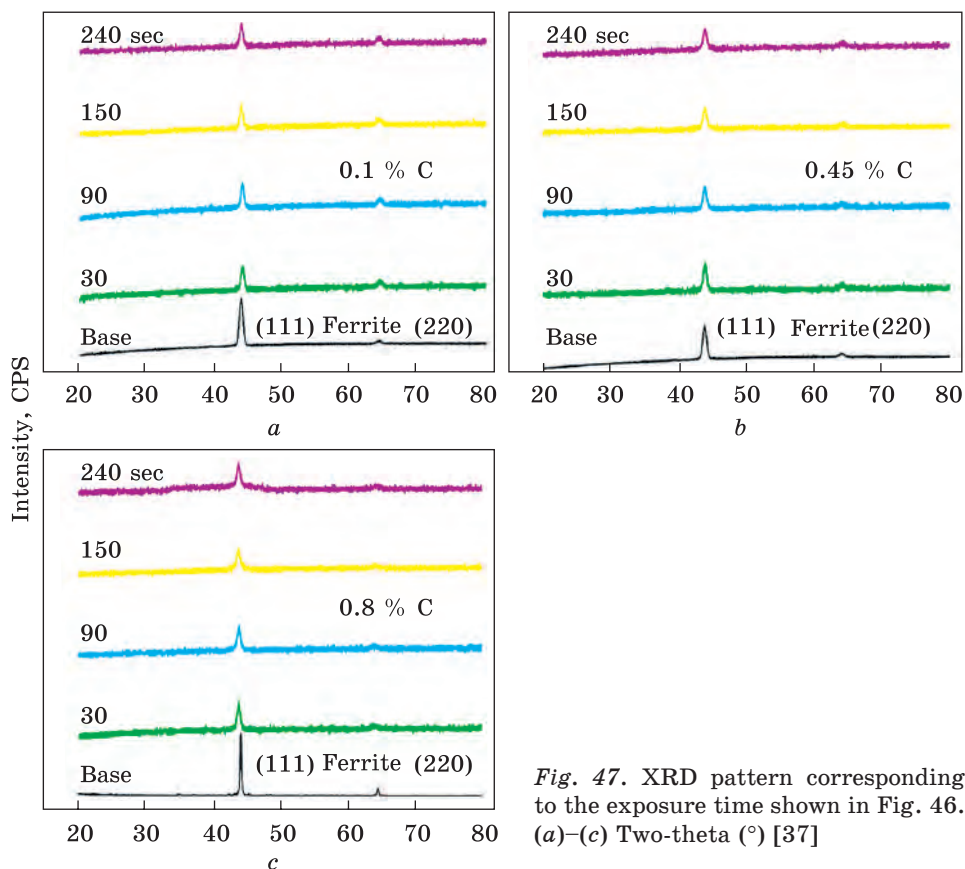 240 sec
150
0.1 % C
90
30
Base
(111) Ferrite (220)
20 30 40 50 60 70 80
a
240 sec
150
0.45 % C
90
30
Base
(111) Ferrite (220)
20 30 40 50 60 70 80
b
Intensity, CPS
240 sec
150
0.8 % C
90
30
Base
(111) Ferrite (220)
20 30 40 50 60 70 80
c
Fig. 47. XRD pattern corresponding
to the exposure time shown in Fig. 46.
(a)–(c) Two-theta (°) [37]